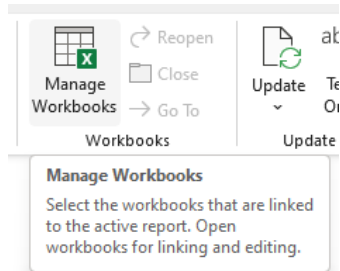 Manage
Workbooks
Reopen
Close
Go To
Workbooks
Update
Update
Manage Workbooks
Select the workbooks that are linked
to the active report. Open
workbooks for linking and editing.